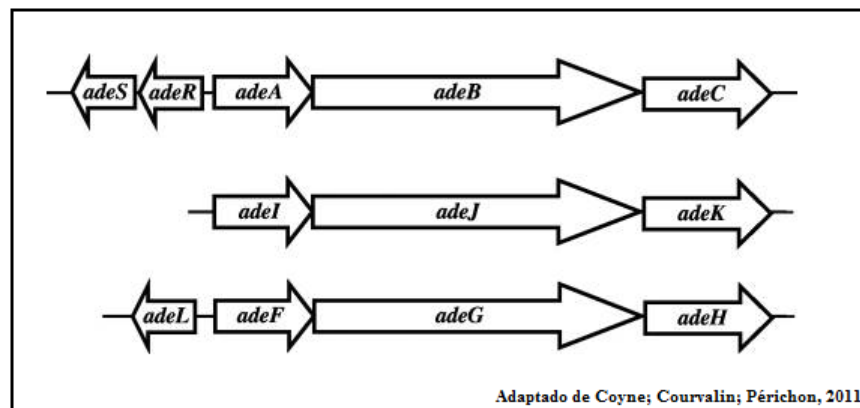 adeS adeR adeA adeB adeC
adeI adeJ adeK
adeL adeF adeG adeH
Adaptado de Coyne; Courvalin; Périchon, 2011